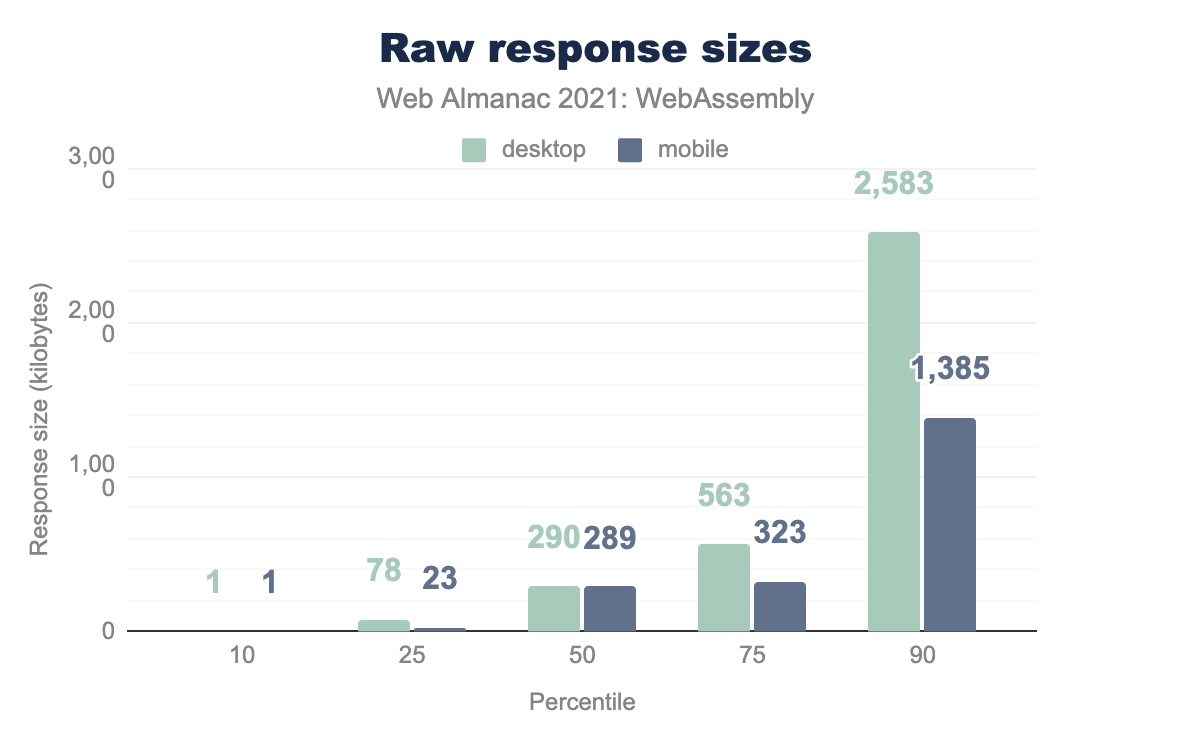 Raw response sizes
Web Almanac 2021: WebAssembly
desktop mobile
3,00
0
2,00
0
1,00
0
0
Response size (kilobytes)
1 1
78 23
290 289
563 323
2,583 1,385
10 25 50 75 90
Percentile